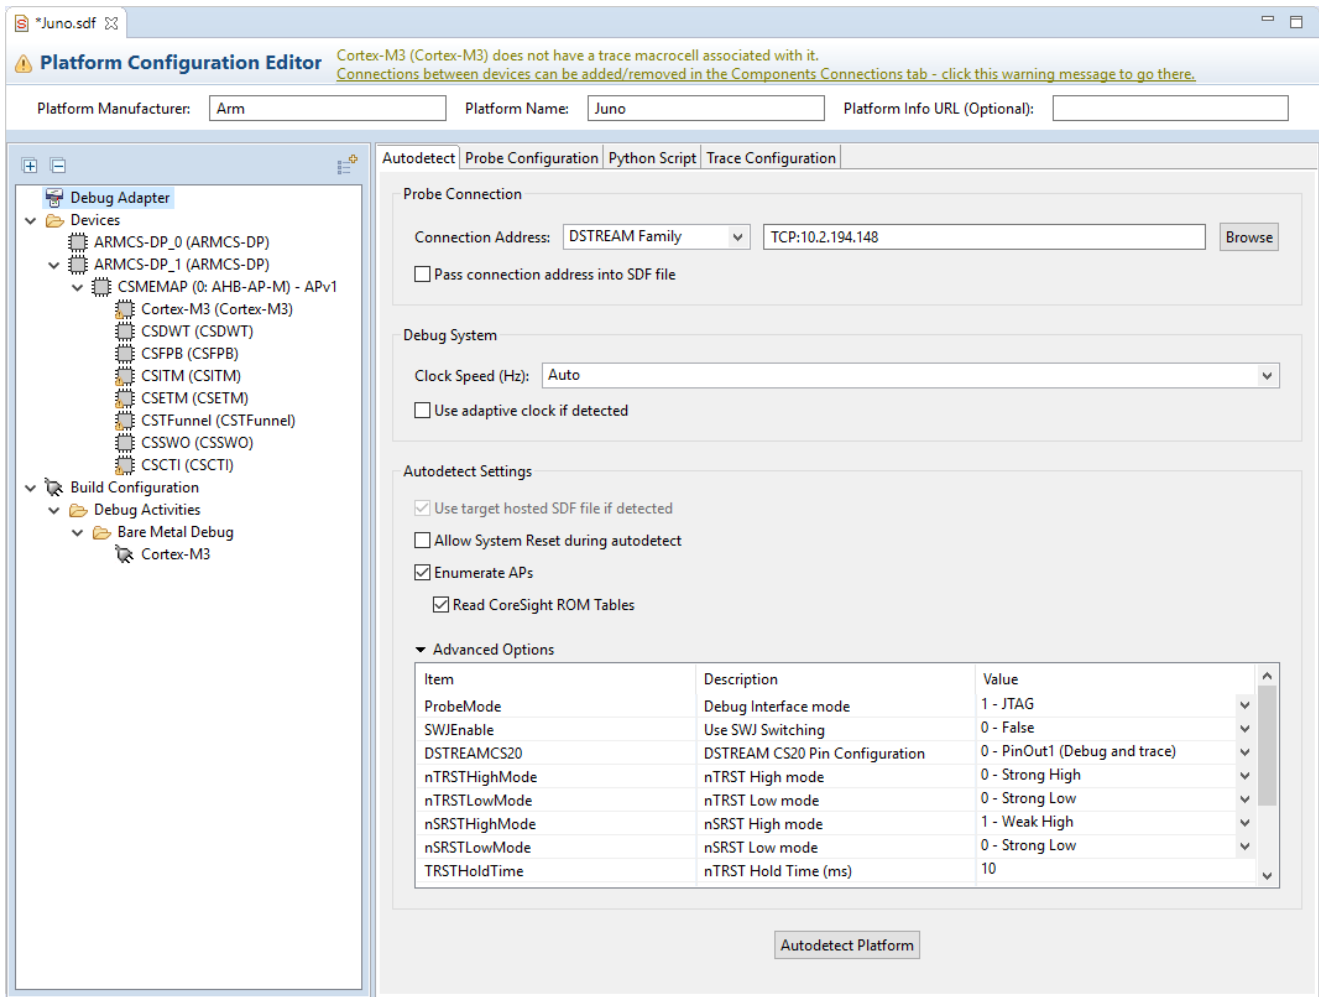 *Juno.sdf
Platform Configuration Editor
Cortex-M3 (Cortex-M3) does not have a trace macrocell associated with it.
Connections between devices can be added/removed in the Components Connections tab - click this warning message to go there.
Platform Manufacturer: Arm Platform Name: Juno Platform Info URL (Optional):
Debug Adapter
Devices
ARMCS-DP_0 (ARMCS-DP)
ARMCS-DP_1 (ARMCS-DP)
CSMEMAP (0: AHB-AP-M) - APv1
Cortex-M3 (Cortex-M3)
CSDWT (CSDWT)
CSFPB (CSFPB)
CSITM (CSITM)
CSETM (CSETM)
CSTFunnel (CSTFunnel)
CSSWO (CSSWO)
CSCTI (CSCTI)
Build Configuration
Debug Activities
Bare Metal Debug
Cortex-M3
Autodetect Probe Configuration Python Script Trace Configuration
Probe Connection
Connection Address: DSTREAM Family TCP:10.2.194.148 Browse
Pass connection address into SDF file
Debug System
Clock Speed (Hz): Auto
Use adaptive clock if detected
Autodetect Settings
Use target hosted SDF file if detected
Allow System Reset during autodetect
Enumerate APs
Read CoreSight ROM Tables
Advanced Options
Item Description Value
ProbeMode Debug Interface mode 1 - JTAG
SWJEnable Use SWJ Switching 0 - False
DSTREAMCS20 DSTREAM CS20 Pin Configuration 0 - PinOut1 (Debug and trace)
nTRSTHighMode nTRST High mode 0 - Strong High
nTRSTLowMode nTRST Low mode 0 - Strong Low
nSRSTHighMode nSRST High mode 1 - Weak High
nSRSTLowMode nSRST Low mode 0 - Strong Low
TRSTHoldTime nTRST Hold Time (ms) 10
Autodetect Platform